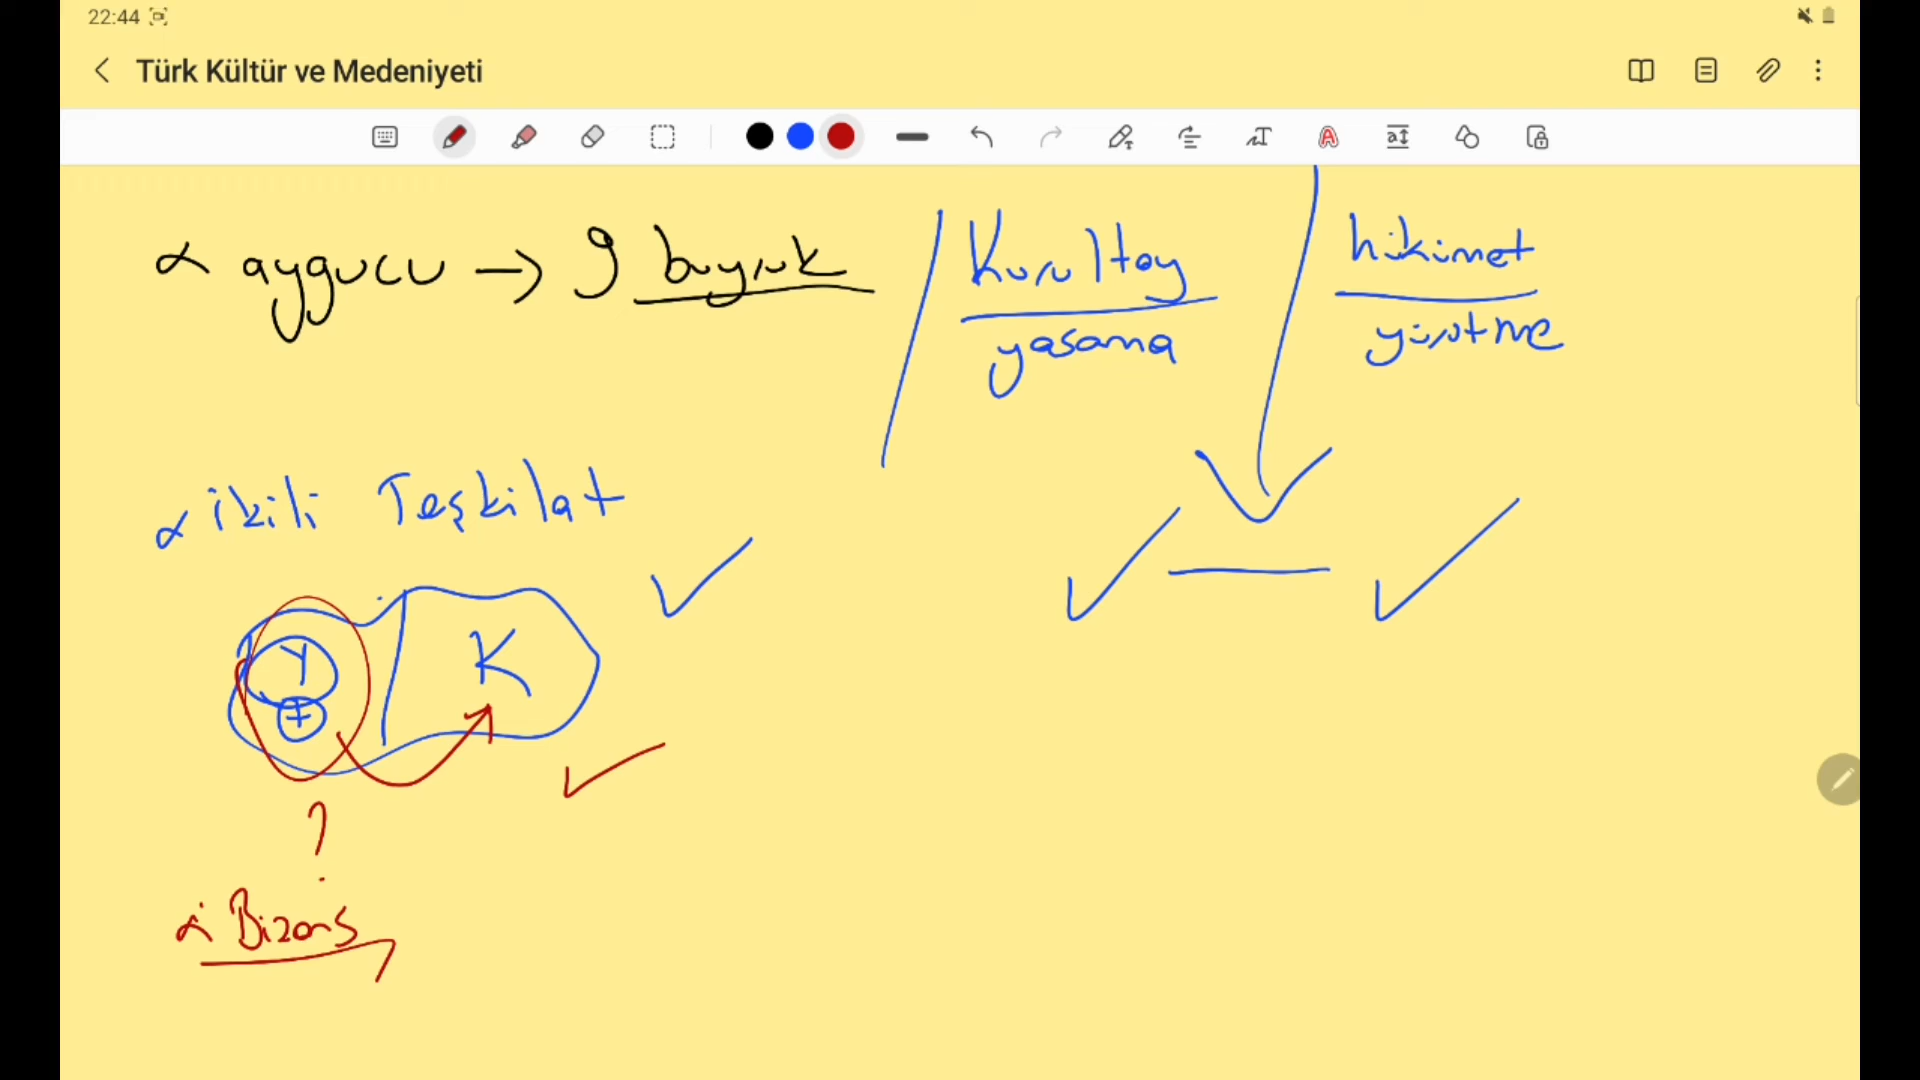 22:44
Türk Kültür ve Medeniyeti
α aygucu → 9 buyruk
Kurultay
yasama
hükümet
yürütme
α ikili Teşkilat
Y
+
K
?
α Bizans